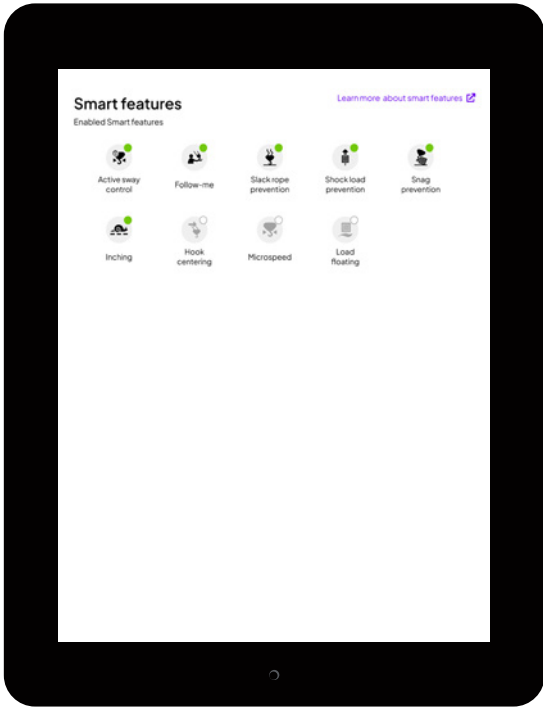 Smart features
Learn more about smart features
Enabled Smart features
Active sway
control
Follow-me
Slack rope
prevention
Shock load
prevention
Snag
prevention
Inching
Hook
centering
Microspeed
Load
floating